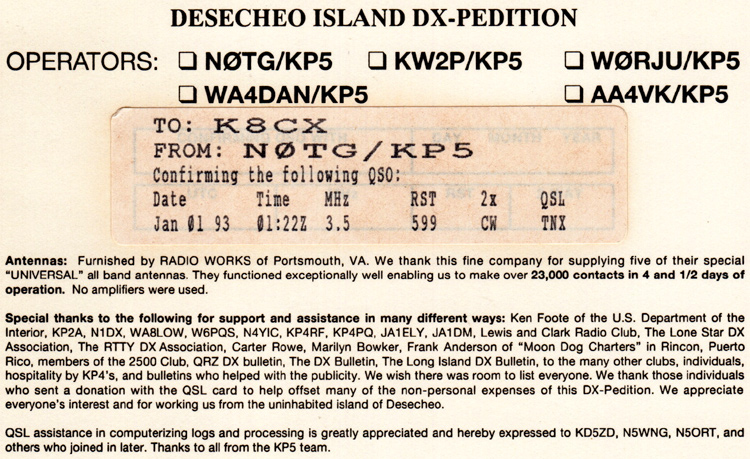 DESECHEO ISLAND DX-PEDITION
OPERATORS: ❏ NØTG/KP5 ❏ KW2P/KP5 ❏ WØRJU/KP5
❏ WA4DAN/KP5 ❏ AA4VK/KP5
TO: K8CX
FROM: NØTG/KP5
Confirming the following QSO:
Date Time MHz RST 2x QSL
Jan Ø1 93 Ø1:22Z 3.5 599 CW TNX
Antennas: Furnished by RADIO WORKS of Portsmouth, VA. We thank this fine company for supplying five of their special
"UNIVERSAL" all band antennas. They functioned exceptionally well enabling us to make over 23,000 contacts in 4 and 1/2 days of
operation. No amplifiers were used.
Special thanks to the following for support and assistance in many different ways: Ken Foote of the U.S. Department of the
Interior, KP2A, N1DX, WA8LOW, W6PQS, N4YIC, KP4RF, KP4PQ, JA1ELY, JA1DM, Lewis and Clark Radio Club, The Lone Star DX
Association, The RTTY DX Association, Carter Rowe, Marilyn Bowker, Frank Anderson of "Moon Dog Charters" in Rincon, Puerto
Rico, members of the 2500 Club, QRZ DX bulletin, The DX Bulletin, The Long Island DX Bulletin, to the many other clubs, individuals,
hospitality by KP4's, and bulletins who helped with the publicity. We wish there was room to list everyone. We thank those individuals
who sent a donation with the QSL card to help offset many of the non-personal expenses of this DX-Pedition. We appreciate
everyone's interest and for working us from the uninhabited island of Desecheo.
QSL assistance in computerizing logs and processing is greatly appreciated and hereby expressed to KD5ZD, N5WNG, N5ORT, and
others who joined in later. Thanks to all from the KP5 team.